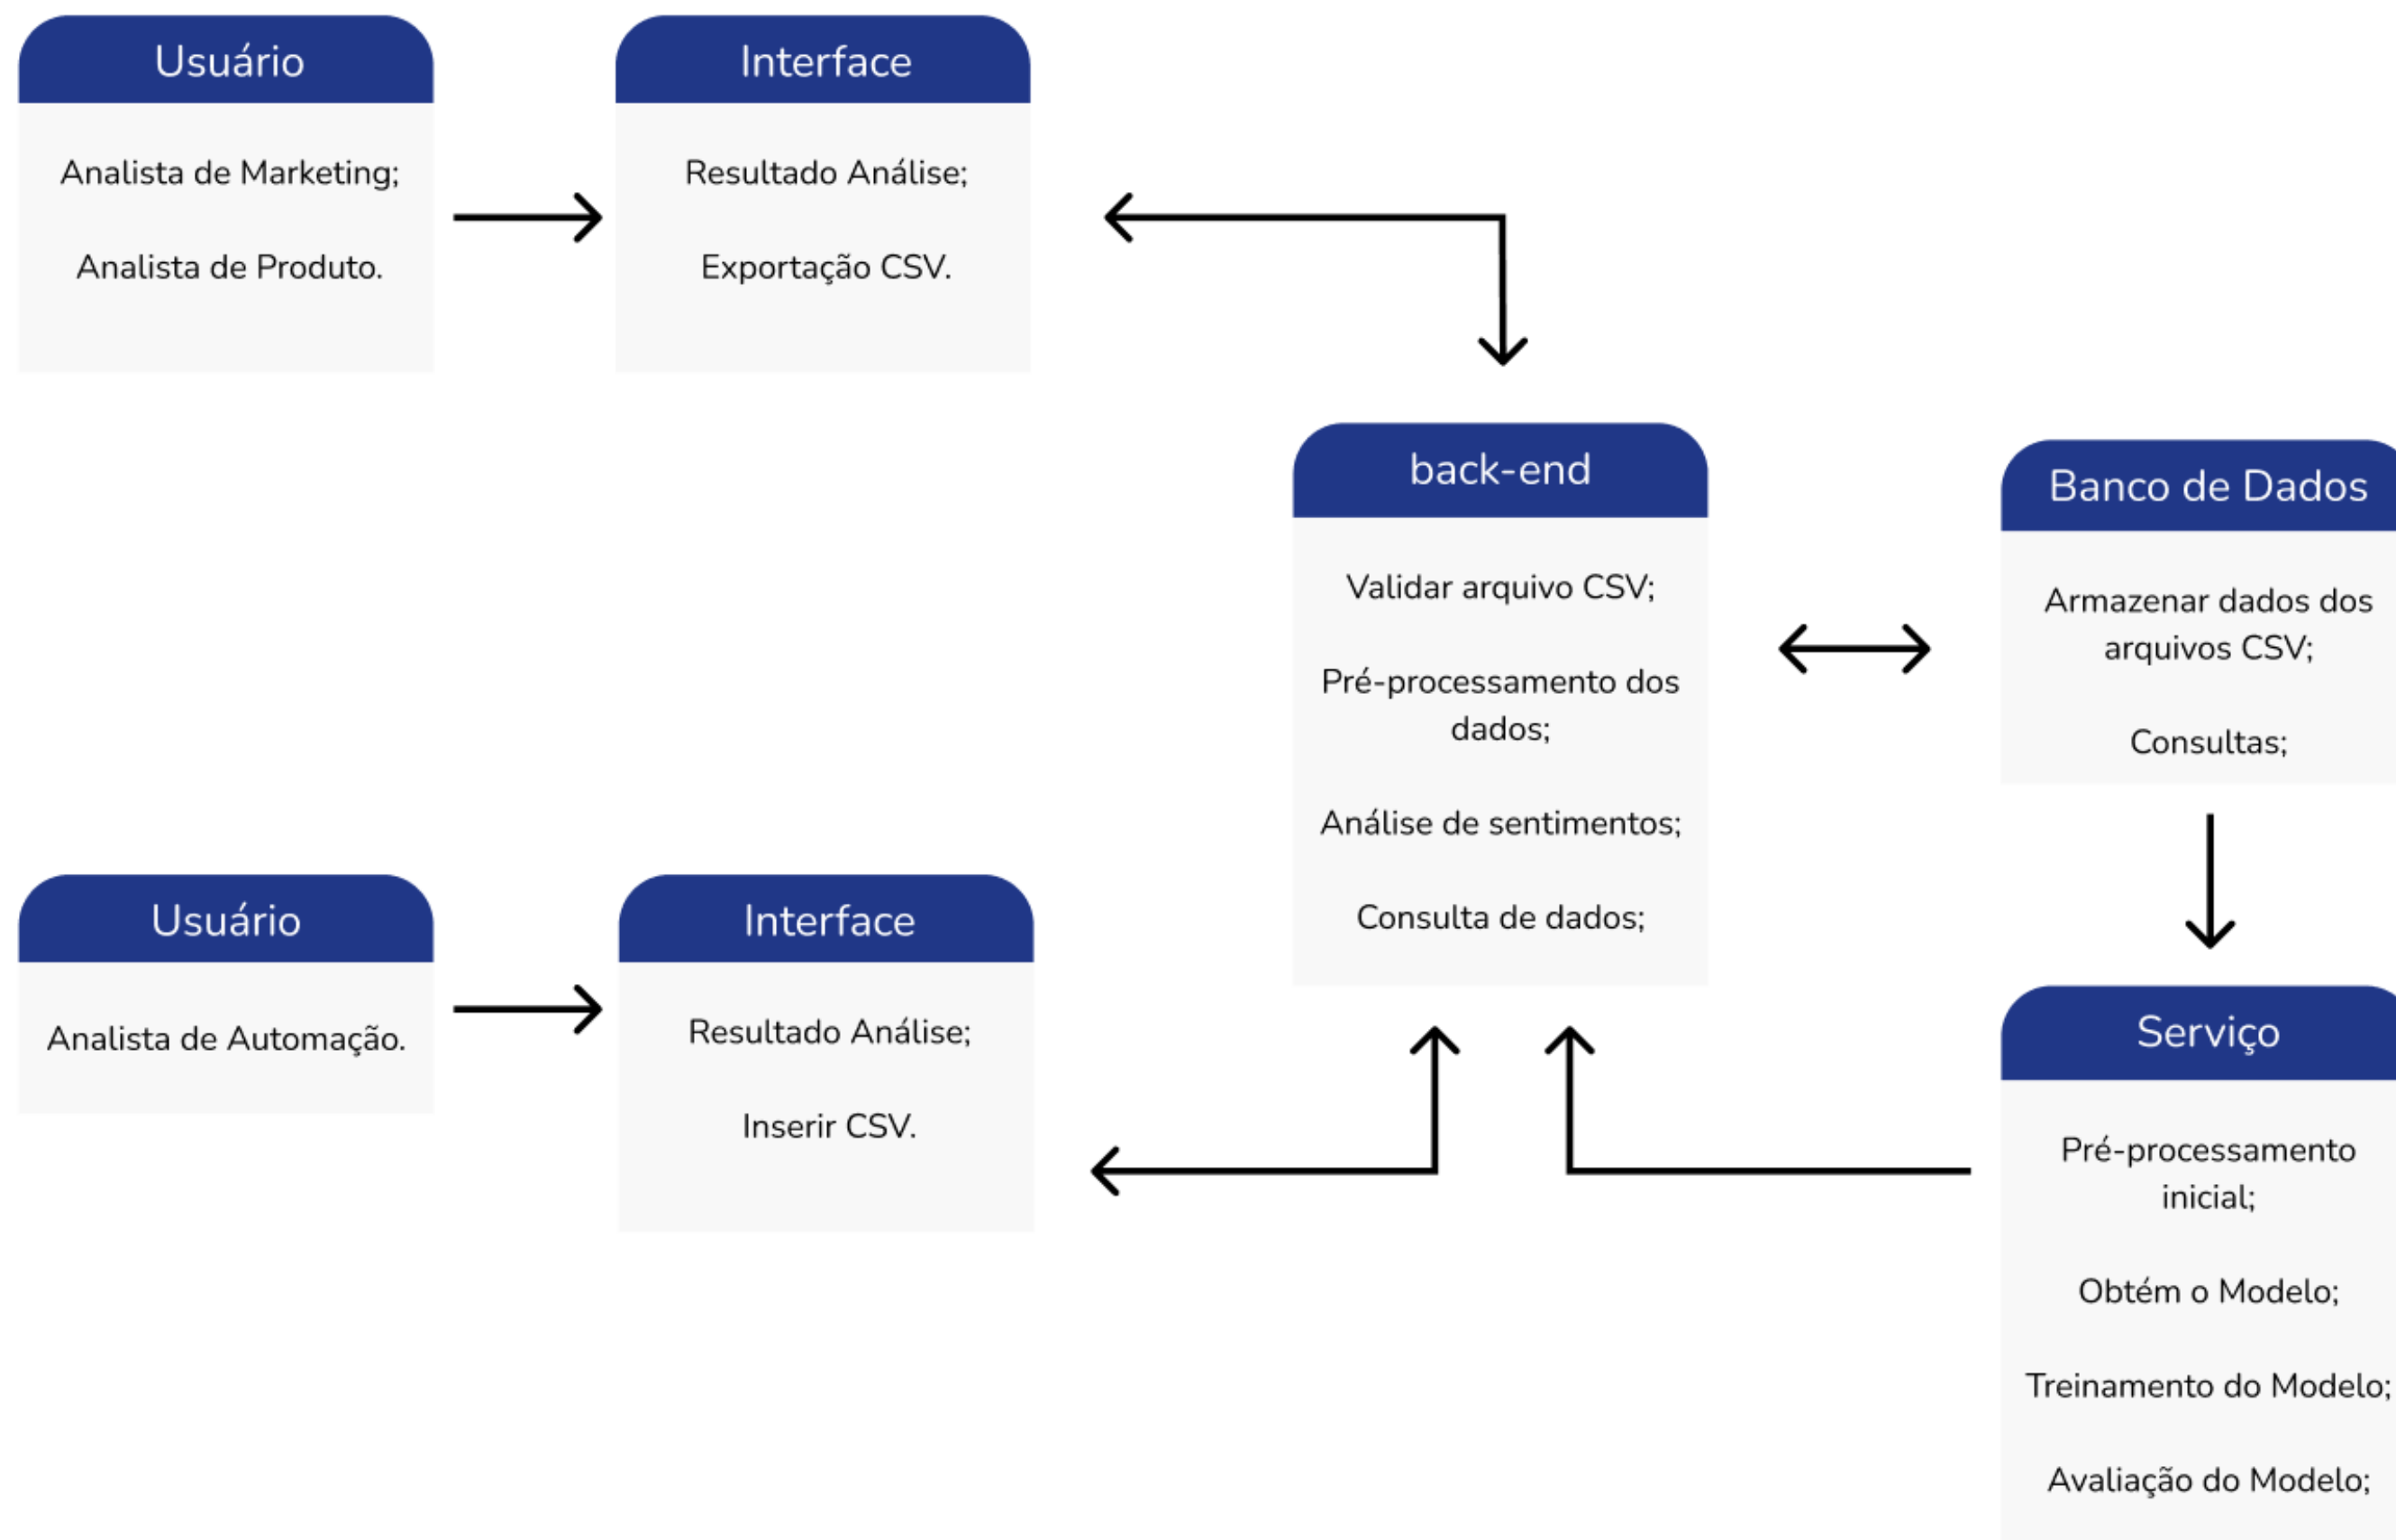 Usuário
Analista de Marketing;
Analista de Produto.
Interface
Resultado Análise;
Exportação CSV.
back-end
Validar arquivo CSV;
Pré-processamento dos
dados;
Análise de sentimentos;
Consulta de dados;
Banco de Dados
Armazenar dados dos
arquivos CSV;
Consultas;
Usuário
Analista de Automação.
Interface
Resultado Análise;
Inserir CSV.
Serviço
Pré-processamento
inicial;
Obtém o Modelo;
Treinamento do Modelo;
Avaliação do Modelo;